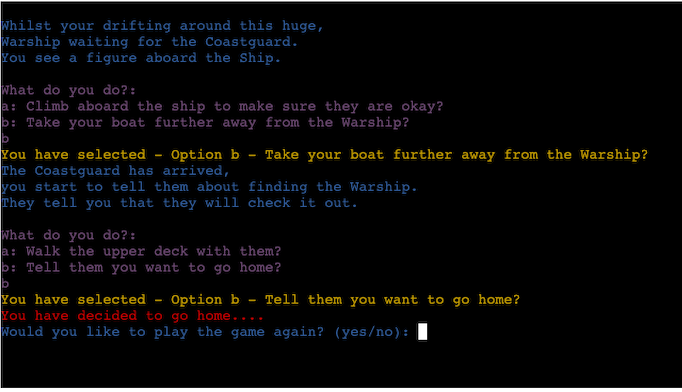 Whilst your drifting around this huge,
Warship waiting for the Coastguard.
You see a figure aboard the Ship.
What do you do?:
a: Climb aboard the ship to make sure they are okay?
b: Take your boat further away from the Warship?
b
You have selected - Option b - Take your boat further away from the Warship?
The Coastguard has arrived,
you start to tell them about finding the Warship.
They tell you that they will check it out.
What do you do?:
a: Walk the upper deck with them?
b: Tell them you want to go home?
b
You have selected - Option b - Tell them you want to go home?
You have decided to go home....
Would you like to play the game again? (yes/no):